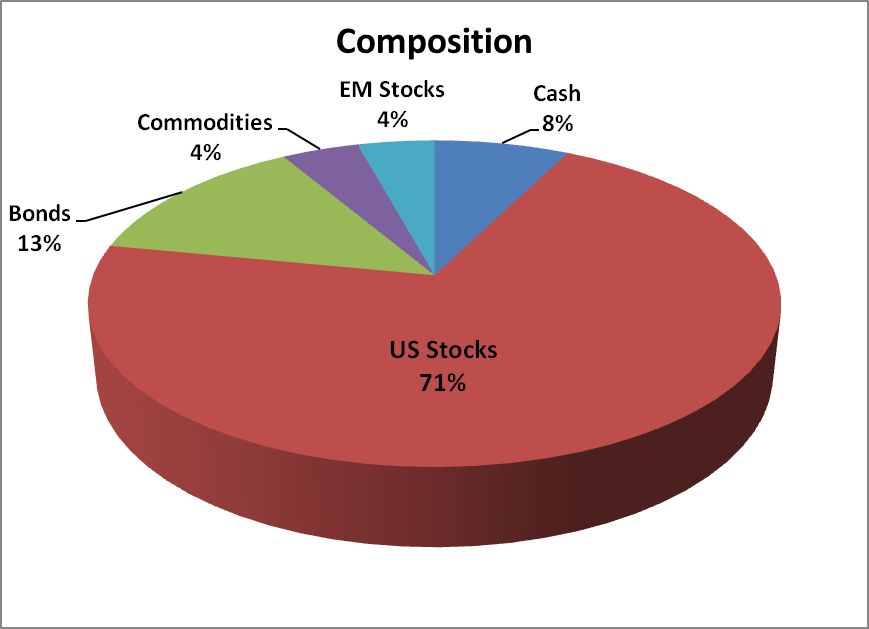 Composition
EM Stocks
4%
Cash
8%
Commodities
4%
Bonds
13%
US Stocks
71%